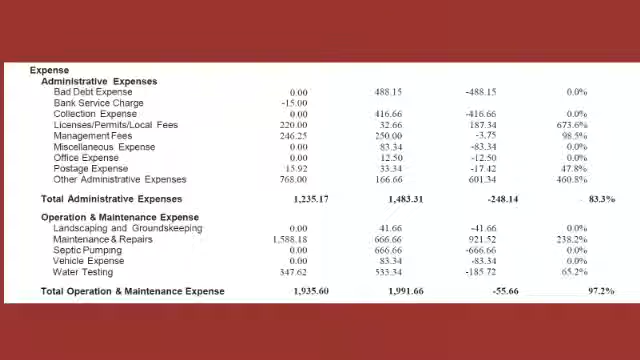 Expense
Administrative Expenses
Bad Debt Expense 0.00 488.15 -488.15 0.0%
Bank Service Charge -15.00
Collection Expense 0.00 416.66 -416.66 0.0%
Licenses/Permits/Local Fees 220.00 32.66 187.34 673.6%
Management Fees 246.25 250.00 -3.75 98.5%
Miscellaneous Expense 0.00 83.34 -83.34 0.0%
Office Expense 0.00 12.50 -12.50 0.0%
Postage Expense 15.92 33.34 -17.42 47.8%
Other Administrative Expenses 768.00 166.66 601.34 460.8%
Total Administrative Expenses 1,235.17 1,483.31 -248.14 83.3%
Operation & Maintenance Expense
Landscaping and Groundskeeping 0.00 41.66 -41.66 0.0%
Maintenance & Repairs 1,588.18 666.66 921.52 238.2%
Septic Pumping 0.00 666.66 -666.66 0.0%
Vehicle Expense 0.00 83.34 -83.34 0.0%
Water Testing 347.62 533.34 -185.72 65.2%
Total Operation & Maintenance Expense 1,935.60 1,991.66 -55.66 97.2%